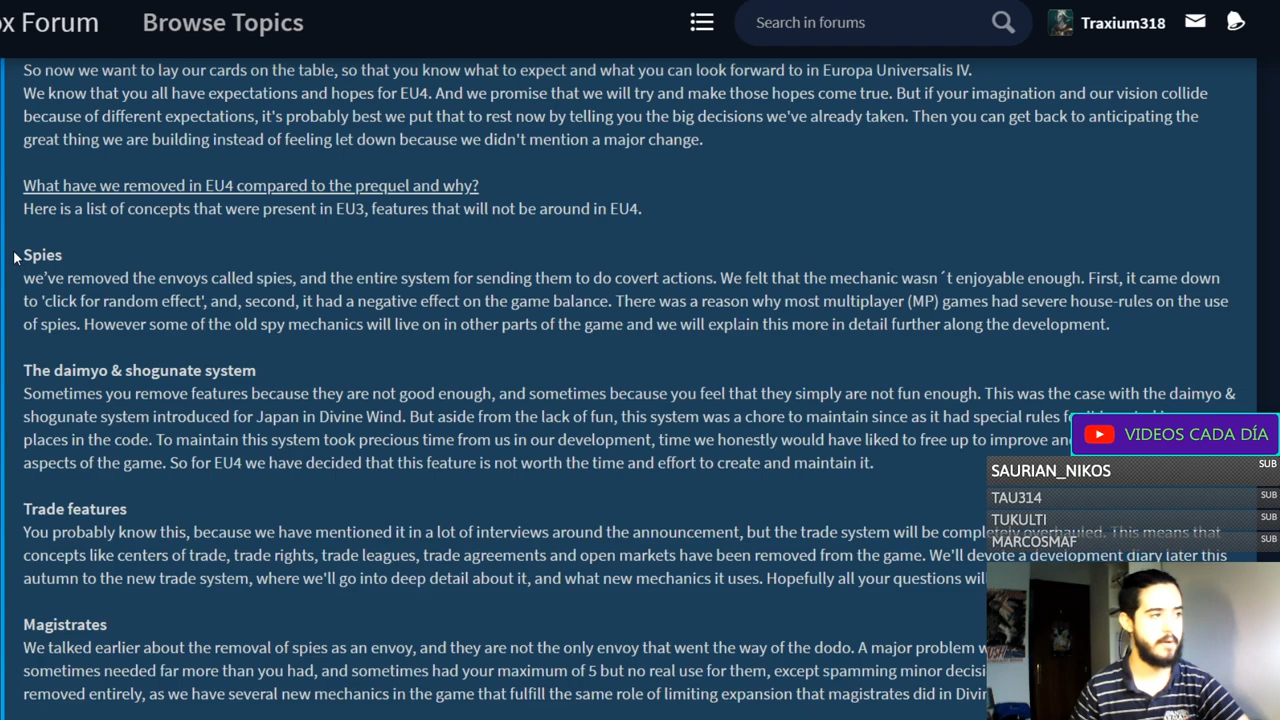 ox Forum
Browse Topics
Search in forums
Traxium318
So now we want to lay our cards on the table, so that you know what to expect and what you can look forward to in Europa Universalis IV.
We know that you all have expectations and hopes for EU4. And we promise that we will try and make those hopes come true. But if your imagination and our vision collide
because of different expectations, it's probably best we put that to rest now by telling you the big decisions we've already taken. Then you can get back to anticipating the
great thing we are building instead of feeling let down because we didn't mention a major change.
What have we removed in EU4 compared to the prequel and why?
Here is a list of concepts that were present in EU3, features that will not be around in EU4.
Spies
we've removed the envoys called spies, and the entire system for sending them to do covert actions. We felt that the mechanic wasn´t enjoyable enough. First, it came down
to 'click for random effect', and, second, it had a negative effect on the game balance. There was a reason why most multiplayer (MP) games had severe house-rules on the use
of spies. However some of the old spy mechanics will live on in other parts of the game and we will explain this more in detail further along the development.
The daimyo & shogunate system
Sometimes you remove features because they are not good enough, and sometimes because you feel that they simply are not fun enough. This was the case with the daimyo &
shogunate system introduced for Japan in Divine Wind. But aside from the lack of fun, this system was a chore to maintain since as it had special rules
places in the code. To maintain this system took precious time from us in our development, time we honestly would have liked to free up to improve
aspects of the game. So for EU4 we have decided that this feature is not worth the time and effort to create and maintain it.
Trade features
You probably know this, because we have mentioned it in a lot of interviews around the announcement, but the trade system will be completely overhauled. This means that
concepts like centers of trade, trade rights, trade leagues, trade agreements and open markets have been removed from the game. We'll devote a development diary later this
autumn to the new trade system, where we'll go into deep detail about it, and what new mechanics it uses. Hopefully all your questions
Magistrates
We talked earlier about the removal of spies as an envoy, and they are not the only envoy that went the way of the dodo. A major problem
sometimes needed far more than you had, and sometimes had your maximum of 5 but no real use for them, except spamming minor
removed entirely, as we have several new mechanics in the game that fulfill the same role of limiting expansion that magistrates did in
VIDEOS CADA DÍA
SAURIAN_NIKOS SUB
TAU314 SUB
TUKULTI SUB
MARCOSMAF SUB